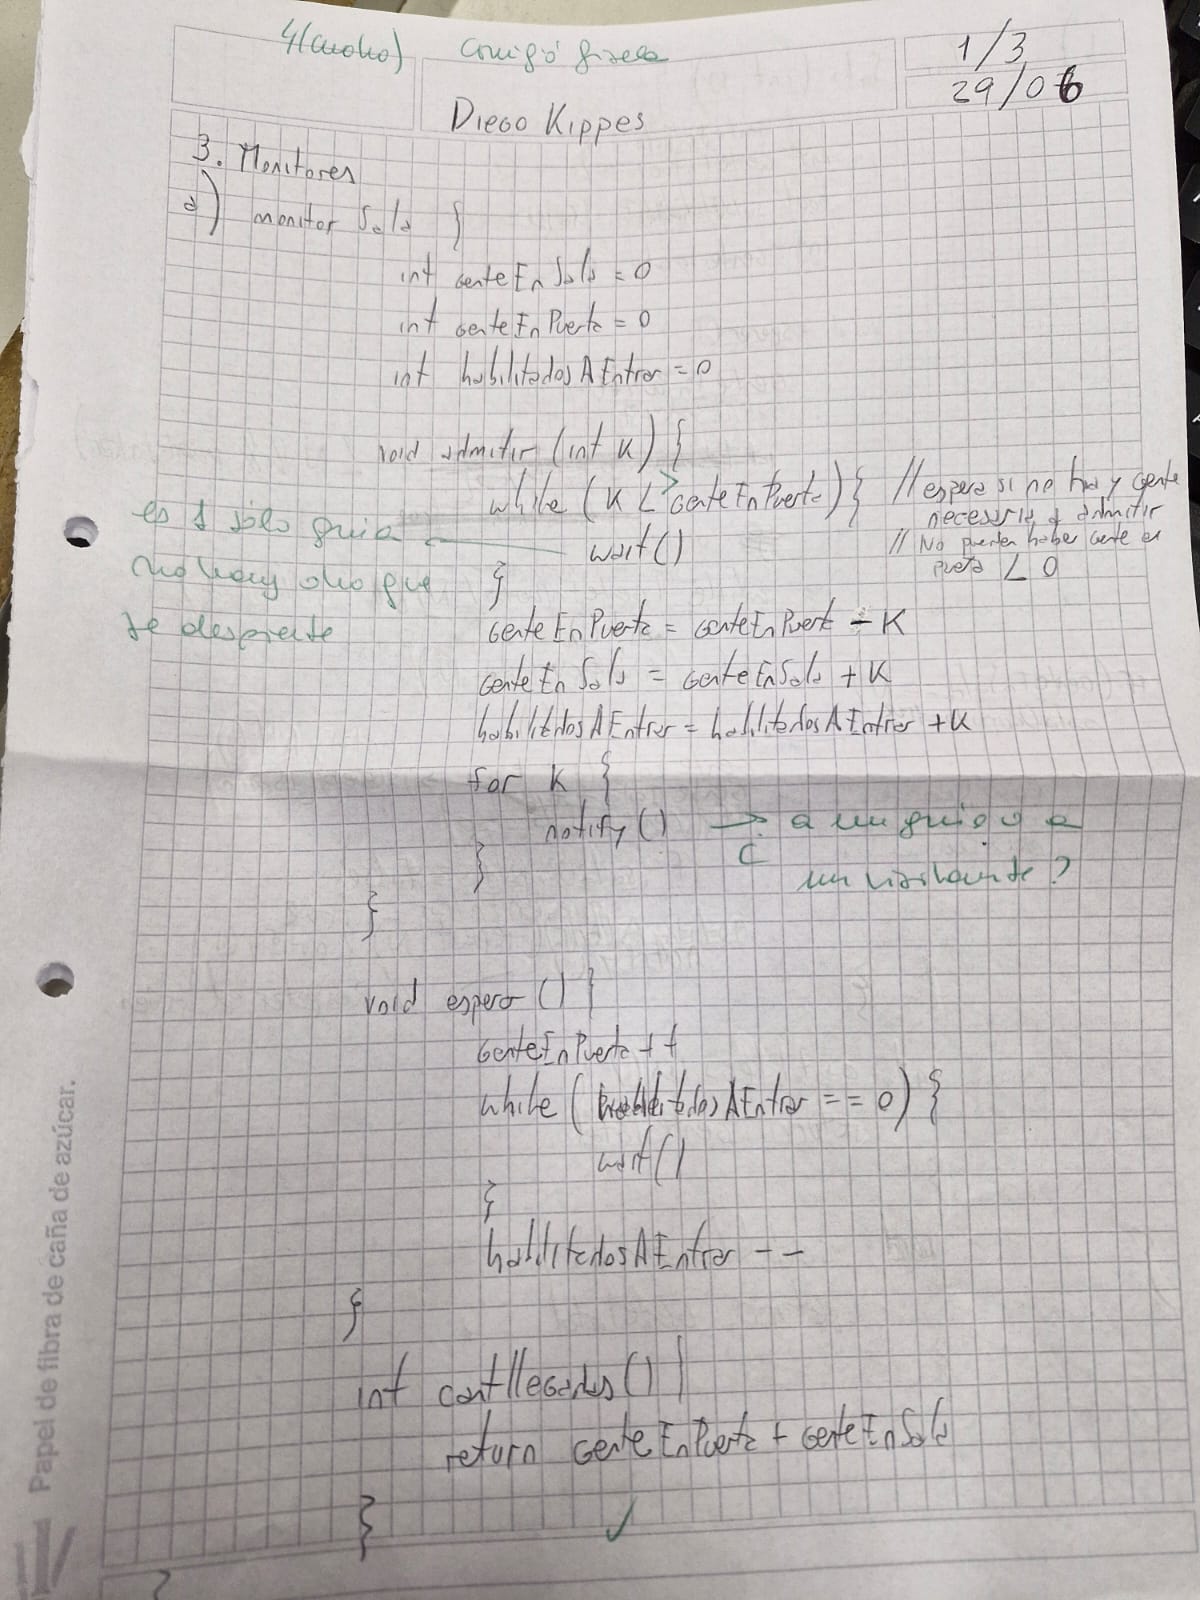 4(cuatro) Corrigió Gisela
1/3
29/06
Diego Kippes
3. Monitores
a) monitor Sala {
int genteEnSala = 0
int genteEnPuerta = 0
int habilitadosAEntrar = 0
void admitir (int K) {
while (K > genteEnPuerta) { // espera si no hay gente
necesaria a admitir
// No pueden haber gente en
puerta < 0
wait()
}
es 1 sólo guia
no hay otro que
te despierte
genteEnPuerta = genteEnPuert - K
genteEnSala = genteEnSala + K
habilitadosAEntrar = habilitadosAEntrar + K
for K {
notify() → a un guia o a
¿ un visitante?
}
}
void espera () {
genteEnPuerta ++
while (habilitadosAEntrar == 0) {
wait()
}
habilitadosAEntrar --
}
int cantllegados () {
return genteEnPuerta + genteEnSala
}
✓
}
Papel de fibra de caña de azúcar.